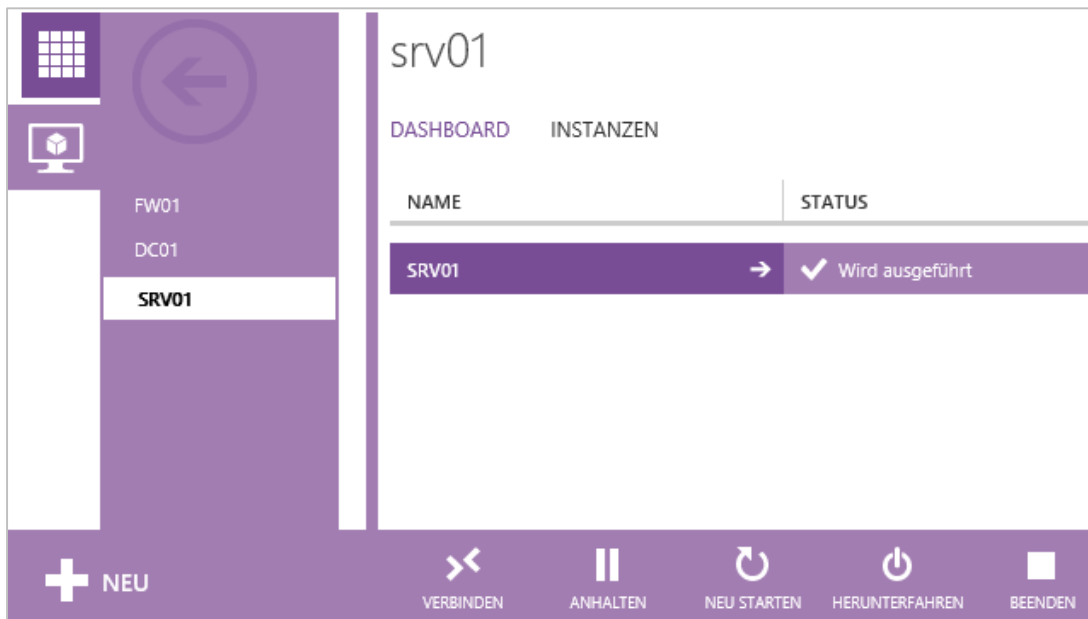 srv01
DASHBOARD INSTANZEN
FW01
DC01
SRV01
NAME STATUS
SRV01 Wird ausgeführt
NEU
VERBINDEN ANHALTEN NEU STARTEN HERUNTERFAHREN BEENDEN